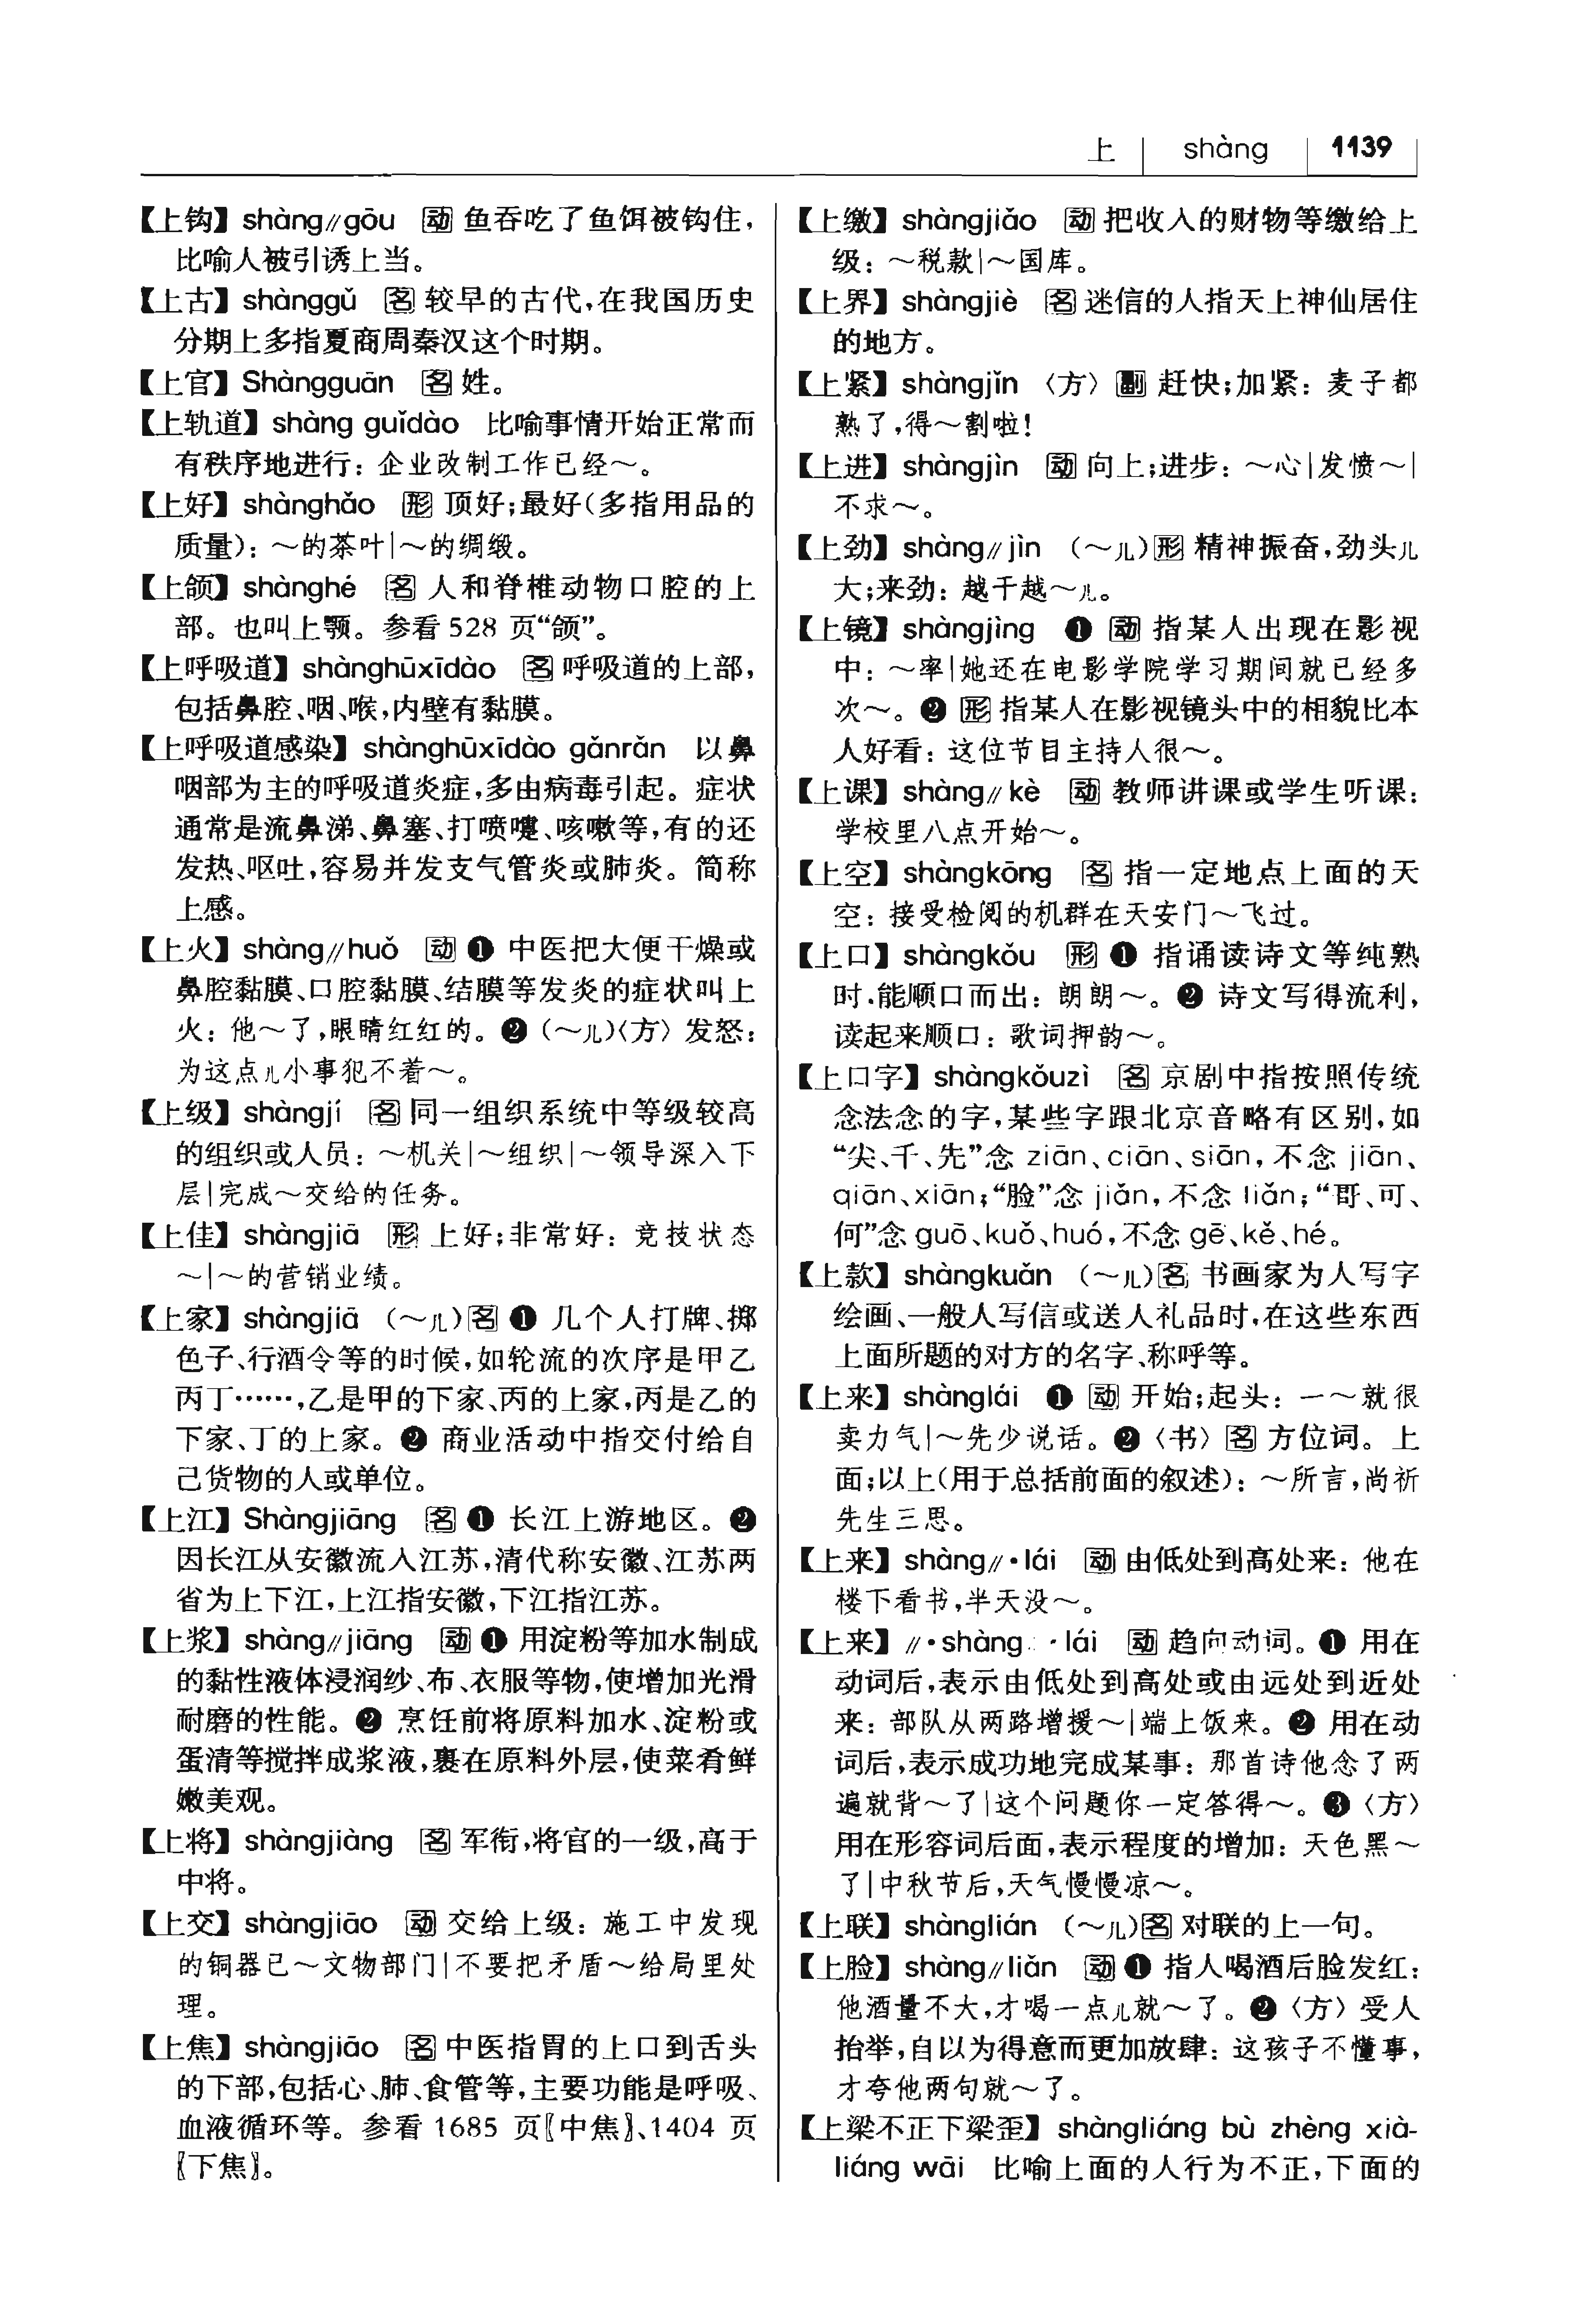 上 shàng 1139
【上钩】shàng∥gōu 动 鱼吞吃了鱼饵被钩住，
比喻人被引诱上当。
【上古】shànggǔ 名 较早的古代，在我国历史
分期上多指夏商周秦汉这个时期。
【上官】Shàngguān 名 姓。
【上轨道】shàng guǐdào 比喻事情开始正常而
有秩序地进行：企业改制工作已经～。
【上好】shànghǎo 形 顶好；最好（多指用品的
质量）：～的茶叶|～的绸缎。
【上颌】shànghé 名 人和脊椎动物口腔的上
部。也叫上颚。参看 528 页“颌”。
【上呼吸道】shànghūxīdào 名 呼吸道的上部，
包括鼻腔、咽、喉，内壁有黏膜。
【上呼吸道感染】shànghūxīdào gǎnrǎn 以鼻
咽部为主的呼吸道炎症，多由病毒引起。症状
通常是流鼻涕、鼻塞、打喷嚏、咳嗽等，有的还
发热、呕吐，容易并发支气管炎或肺炎。简称
上感。
【上火】shàng∥huǒ 动 ❶ 中医把大便干燥或
鼻腔黏膜、口腔黏膜、结膜等发炎的症状叫上
火：他～了，眼睛红红的。❷（～儿）〈方〉发怒：
为这点儿小事犯不着～。
【上级】shàngjí 名 同一组织系统中等级较高
的组织或人员：～机关|～组织|～领导深入下
层|完成～交给的任务。
【上佳】shàngjiā 形 上好；非常好：竞技状态
～|～的营销业绩。
【上家】shàngjiā （～儿）名 ❶ 几个人打牌、掷
色子、行酒令等的时候，如轮流的次序是甲乙
丙丁……，乙是甲的下家、丙的上家，丙是乙的
下家、丁的上家。❷ 商业活动中指交付给自
己货物的人或单位。
【上江】Shàngjiāng 名 ❶ 长江上游地区。❷
因长江从安徽流入江苏，清代称安徽、江苏两
省为上下江，上江指安徽，下江指江苏。
【上浆】shàng∥jiāng 动 ❶ 用淀粉等加水制成
的黏性液体浸润纱、布、衣服等物，使增加光滑
耐磨的性能。❷ 烹饪前将原料加水、淀粉或
蛋清等搅拌成浆液，裹在原料外层，使菜肴鲜
嫩美观。
【上将】shàngjiàng 名 军衔，将官的一级，高于
中将。
【上交】shàngjiāo 动 交给上级：施工中发现
的铜器已～文物部门|不要把矛盾～给局里处
理。
【上焦】shàngjiāo 名 中医指胃的上口到舌头
的下部，包括心、肺、食管等，主要功能是呼吸、
血液循环等。参看 1685 页〖中焦〗、1404 页
〖下焦〗。
【上缴】shàngjiǎo 动 把收入的财物等缴给上
级：～税款|～国库。
【上界】shàngjiè 名 迷信的人指天上神仙居住
的地方。
【上紧】shàngjǐn 〈方〉副 赶快；加紧：麦子都
熟了，得～割啦！
【上进】shàngjìn 动 向上；进步：～心|发愤～|
不求～。
【上劲】shàng∥jìn （～儿）形 精神振奋，劲头儿
大；来劲：越干越～儿。
【上镜】shàngjìng ❶ 动 指某人出现在影视
中：～率|她还在电影学院学习期间就已经多
次～。❷ 形 指某人在影视镜头中的相貌比本
人好看：这位节目主持人很～。
【上课】shàng∥kè 动 教师讲课或学生听课：
学校里八点开始～。
【上空】shàngkōng 名 指一定地点上面的天
空：接受检阅的机群在天安门～飞过。
【上口】shàngkǒu 形 ❶ 指诵读诗文等纯熟
时，能顺口而出：朗朗～。❷ 诗文写得流利，
读起来顺口：歌词押韵～。
【上口字】shàngkǒuzì 名 京剧中指按照传统
念法念的字，某些字跟北京音略有区别，如
“尖、千、先”念 ziān、ciān、siān，不念 jiān、
qiān、xiān；“脸”念 jiǎn，不念 liǎn；“哥、可、
何”念 guō、kuǒ、huó，不念 gē、kě、hé。
【上款】shàngkuǎn （～儿）名 书画家为人写字
绘画、一般人写信或送人礼品时，在这些东西
上面所题的对方的名字、称呼等。
【上来】shànglái ❶ 动 开始；起头：一～就很
卖力气|～先少说话。❷〈书〉名 方位词。上
面；以上（用于总括前面的叙述）：～所言，尚祈
先生三思。
【上来】shàng∥·lái 动 由低处到高处来：他在
楼下看书，半天没～。
【上来】∥·shàng∥·lái 动 趋向动词。❶ 用在
动词后，表示由低处到高处或由远处到近处
来：部队从两路增援～|端上饭来。❷ 用在动
词后，表示成功地完成某事：那首诗他念了两
遍就背～了|这个问题你一定答得～。❸〈方〉
用在形容词后面，表示程度的增加：天色黑～
了|中秋节后，天气慢慢凉～。
【上联】shànglián （～儿）名 对联的上一句。
【上脸】shàng∥liǎn 动 ❶ 指人喝酒后脸发红：
他酒量不大，才喝一点儿就～了。❷〈方〉受人
抬举，自以为得意而更加放肆：这孩子不懂事，
才夸他两句就～了。
【上梁不正下梁歪】shàngliáng bù zhèng xià-
liáng wāi 比喻上面的人行为不正，下面的